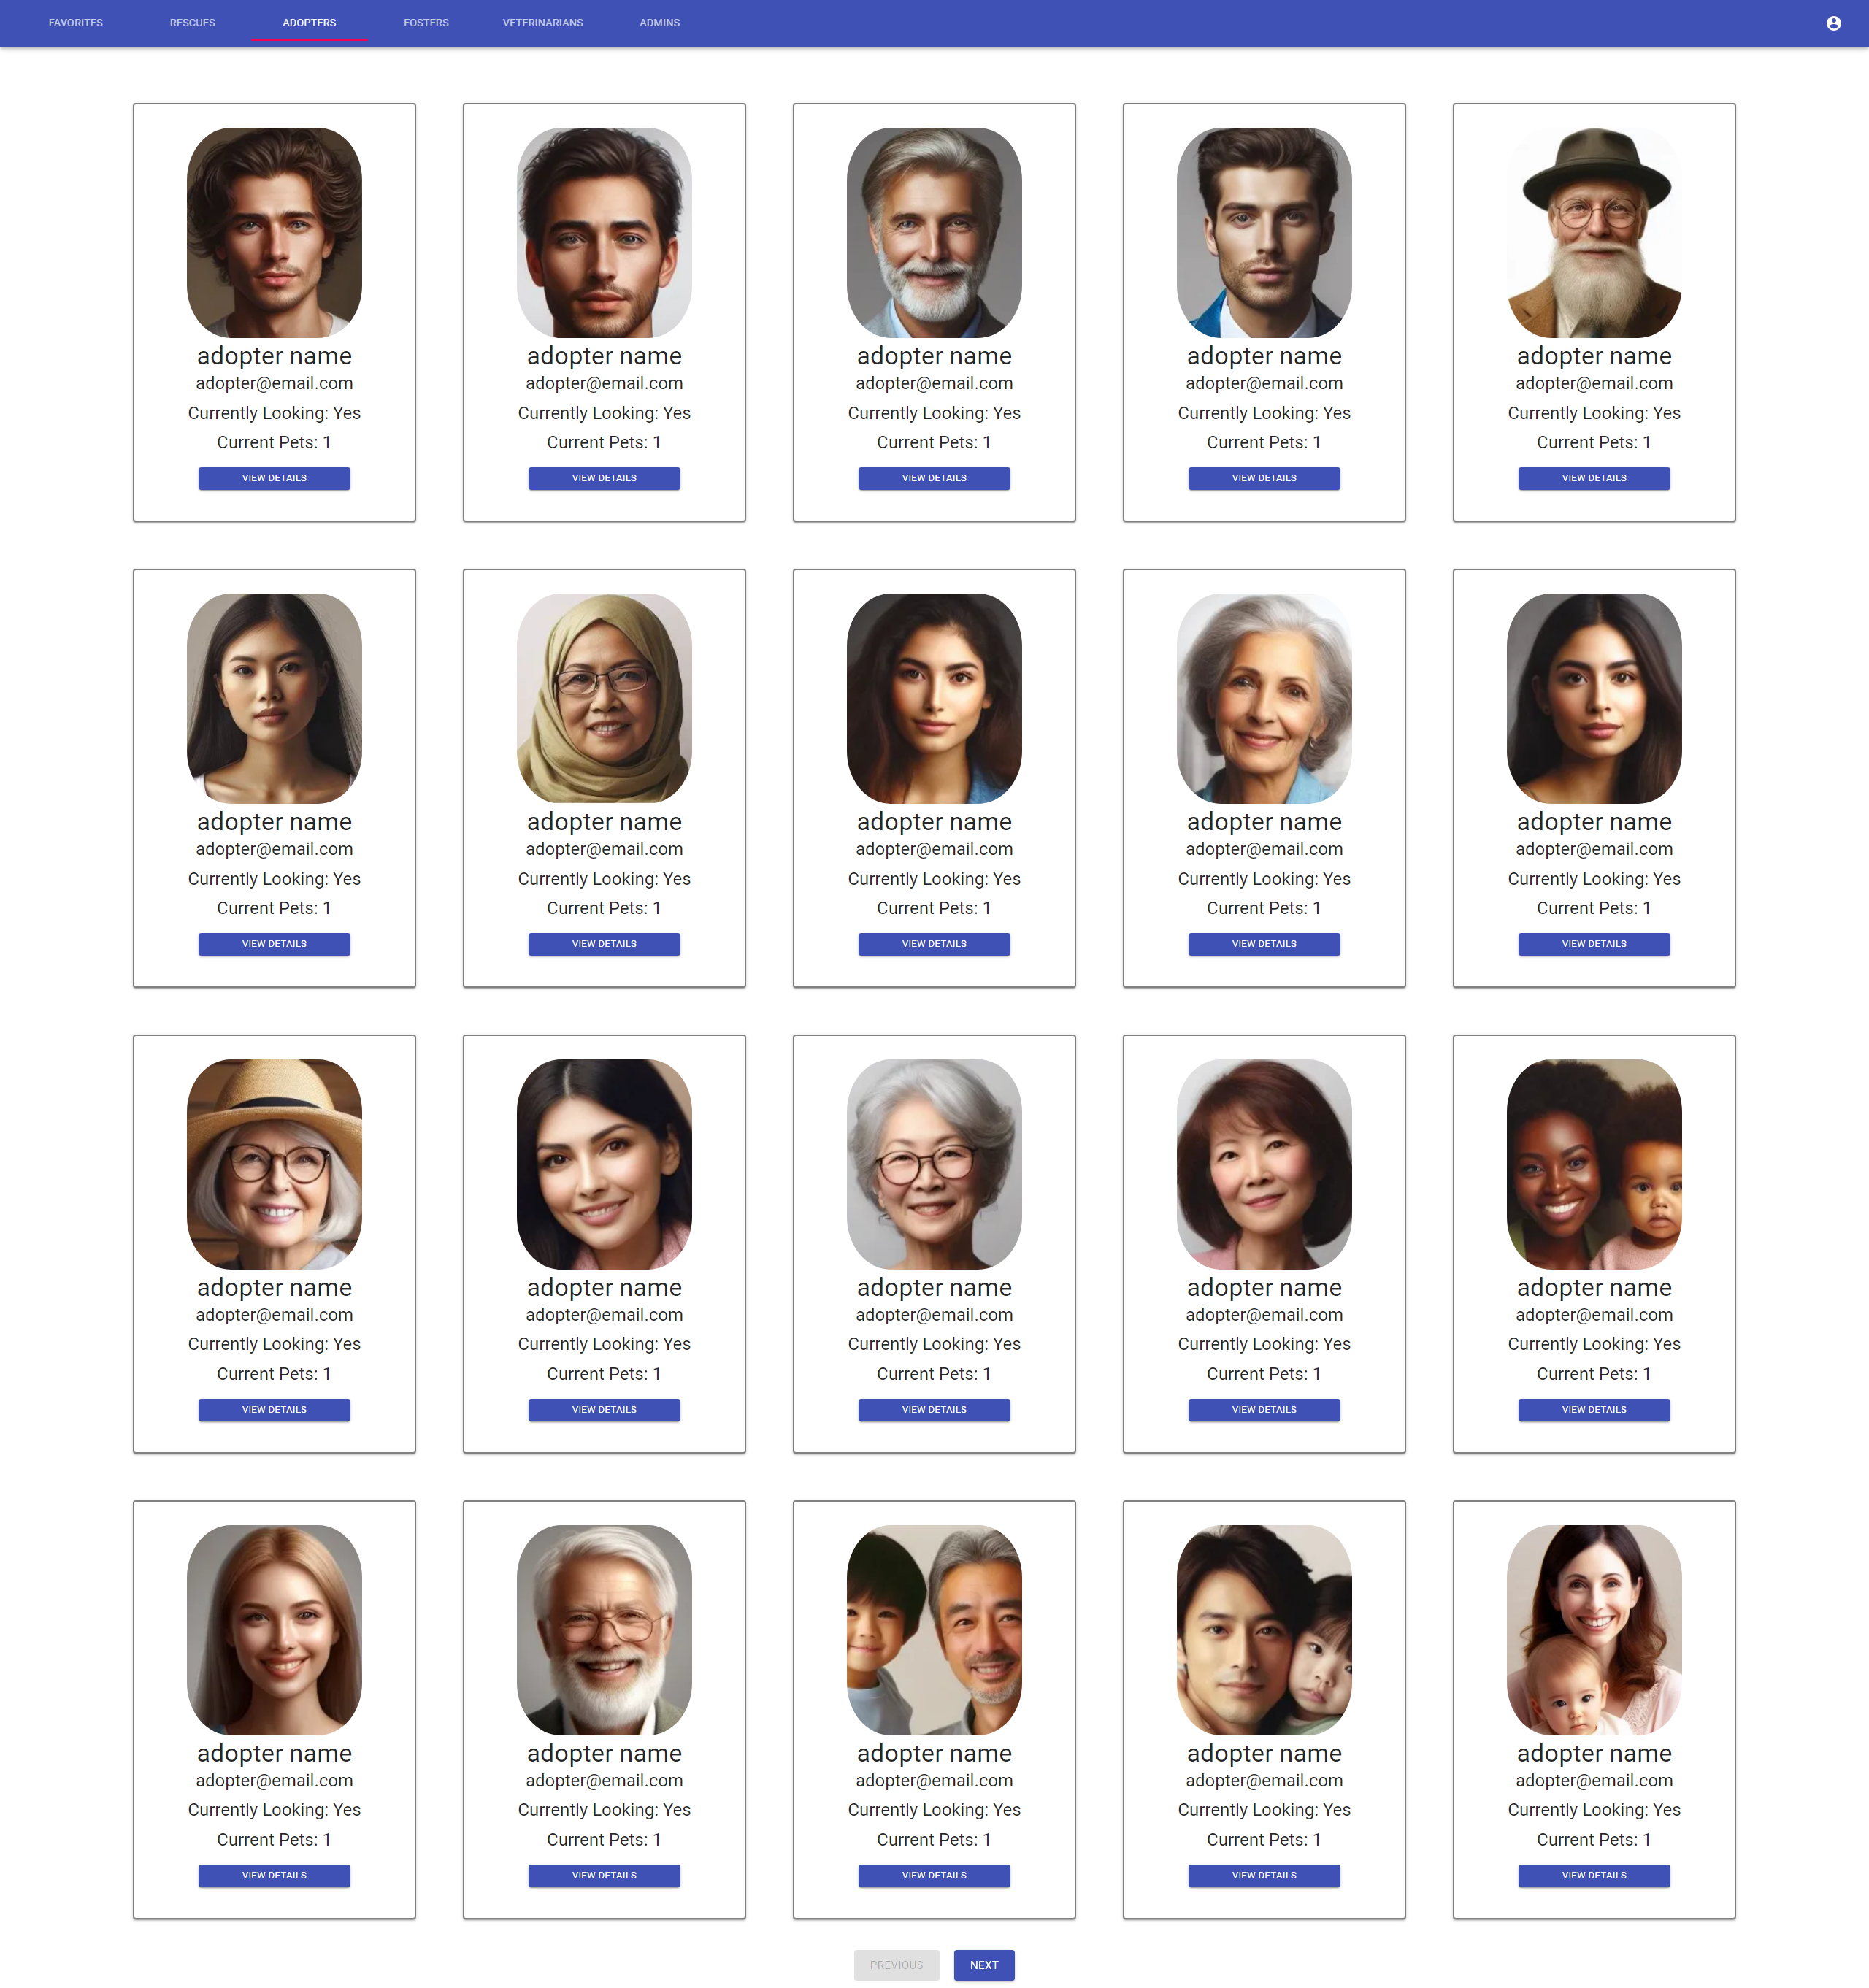 FAVORITES RESCUES ADOPTERS FOSTERS VETERINARIANS ADMINS
adopter name adopter name adopter name adopter name adopter name
adopter@email.com adopter@email.com adopter@email.com adopter@email.com adopter@email.com
Currently Looking: Yes Currently Looking: Yes Currently Looking: Yes Currently Looking: Yes Currently Looking: Yes
Current Pets: 1 Current Pets: 1 Current Pets: 1 Current Pets: 1 Current Pets: 1
VIEW DETAILS VIEW DETAILS VIEW DETAILS VIEW DETAILS VIEW DETAILS
adopter name adopter name adopter name adopter name adopter name
adopter@email.com adopter@email.com adopter@email.com adopter@email.com adopter@email.com
Currently Looking: Yes Currently Looking: Yes Currently Looking: Yes Currently Looking: Yes Currently Looking: Yes
Current Pets: 1 Current Pets: 1 Current Pets: 1 Current Pets: 1 Current Pets: 1
VIEW DETAILS VIEW DETAILS VIEW DETAILS VIEW DETAILS VIEW DETAILS
adopter name adopter name adopter name adopter name adopter name
adopter@email.com adopter@email.com adopter@email.com adopter@email.com adopter@email.com
Currently Looking: Yes Currently Looking: Yes Currently Looking: Yes Currently Looking: Yes Currently Looking: Yes
Current Pets: 1 Current Pets: 1 Current Pets: 1 Current Pets: 1 Current Pets: 1
VIEW DETAILS VIEW DETAILS VIEW DETAILS VIEW DETAILS VIEW DETAILS
adopter name adopter name adopter name adopter name adopter name
adopter@email.com adopter@email.com adopter@email.com adopter@email.com adopter@email.com
Currently Looking: Yes Currently Looking: Yes Currently Looking: Yes Currently Looking: Yes Currently Looking: Yes
Current Pets: 1 Current Pets: 1 Current Pets: 1 Current Pets: 1 Current Pets: 1
VIEW DETAILS VIEW DETAILS VIEW DETAILS VIEW DETAILS VIEW DETAILS
PREVIOUS NEXT